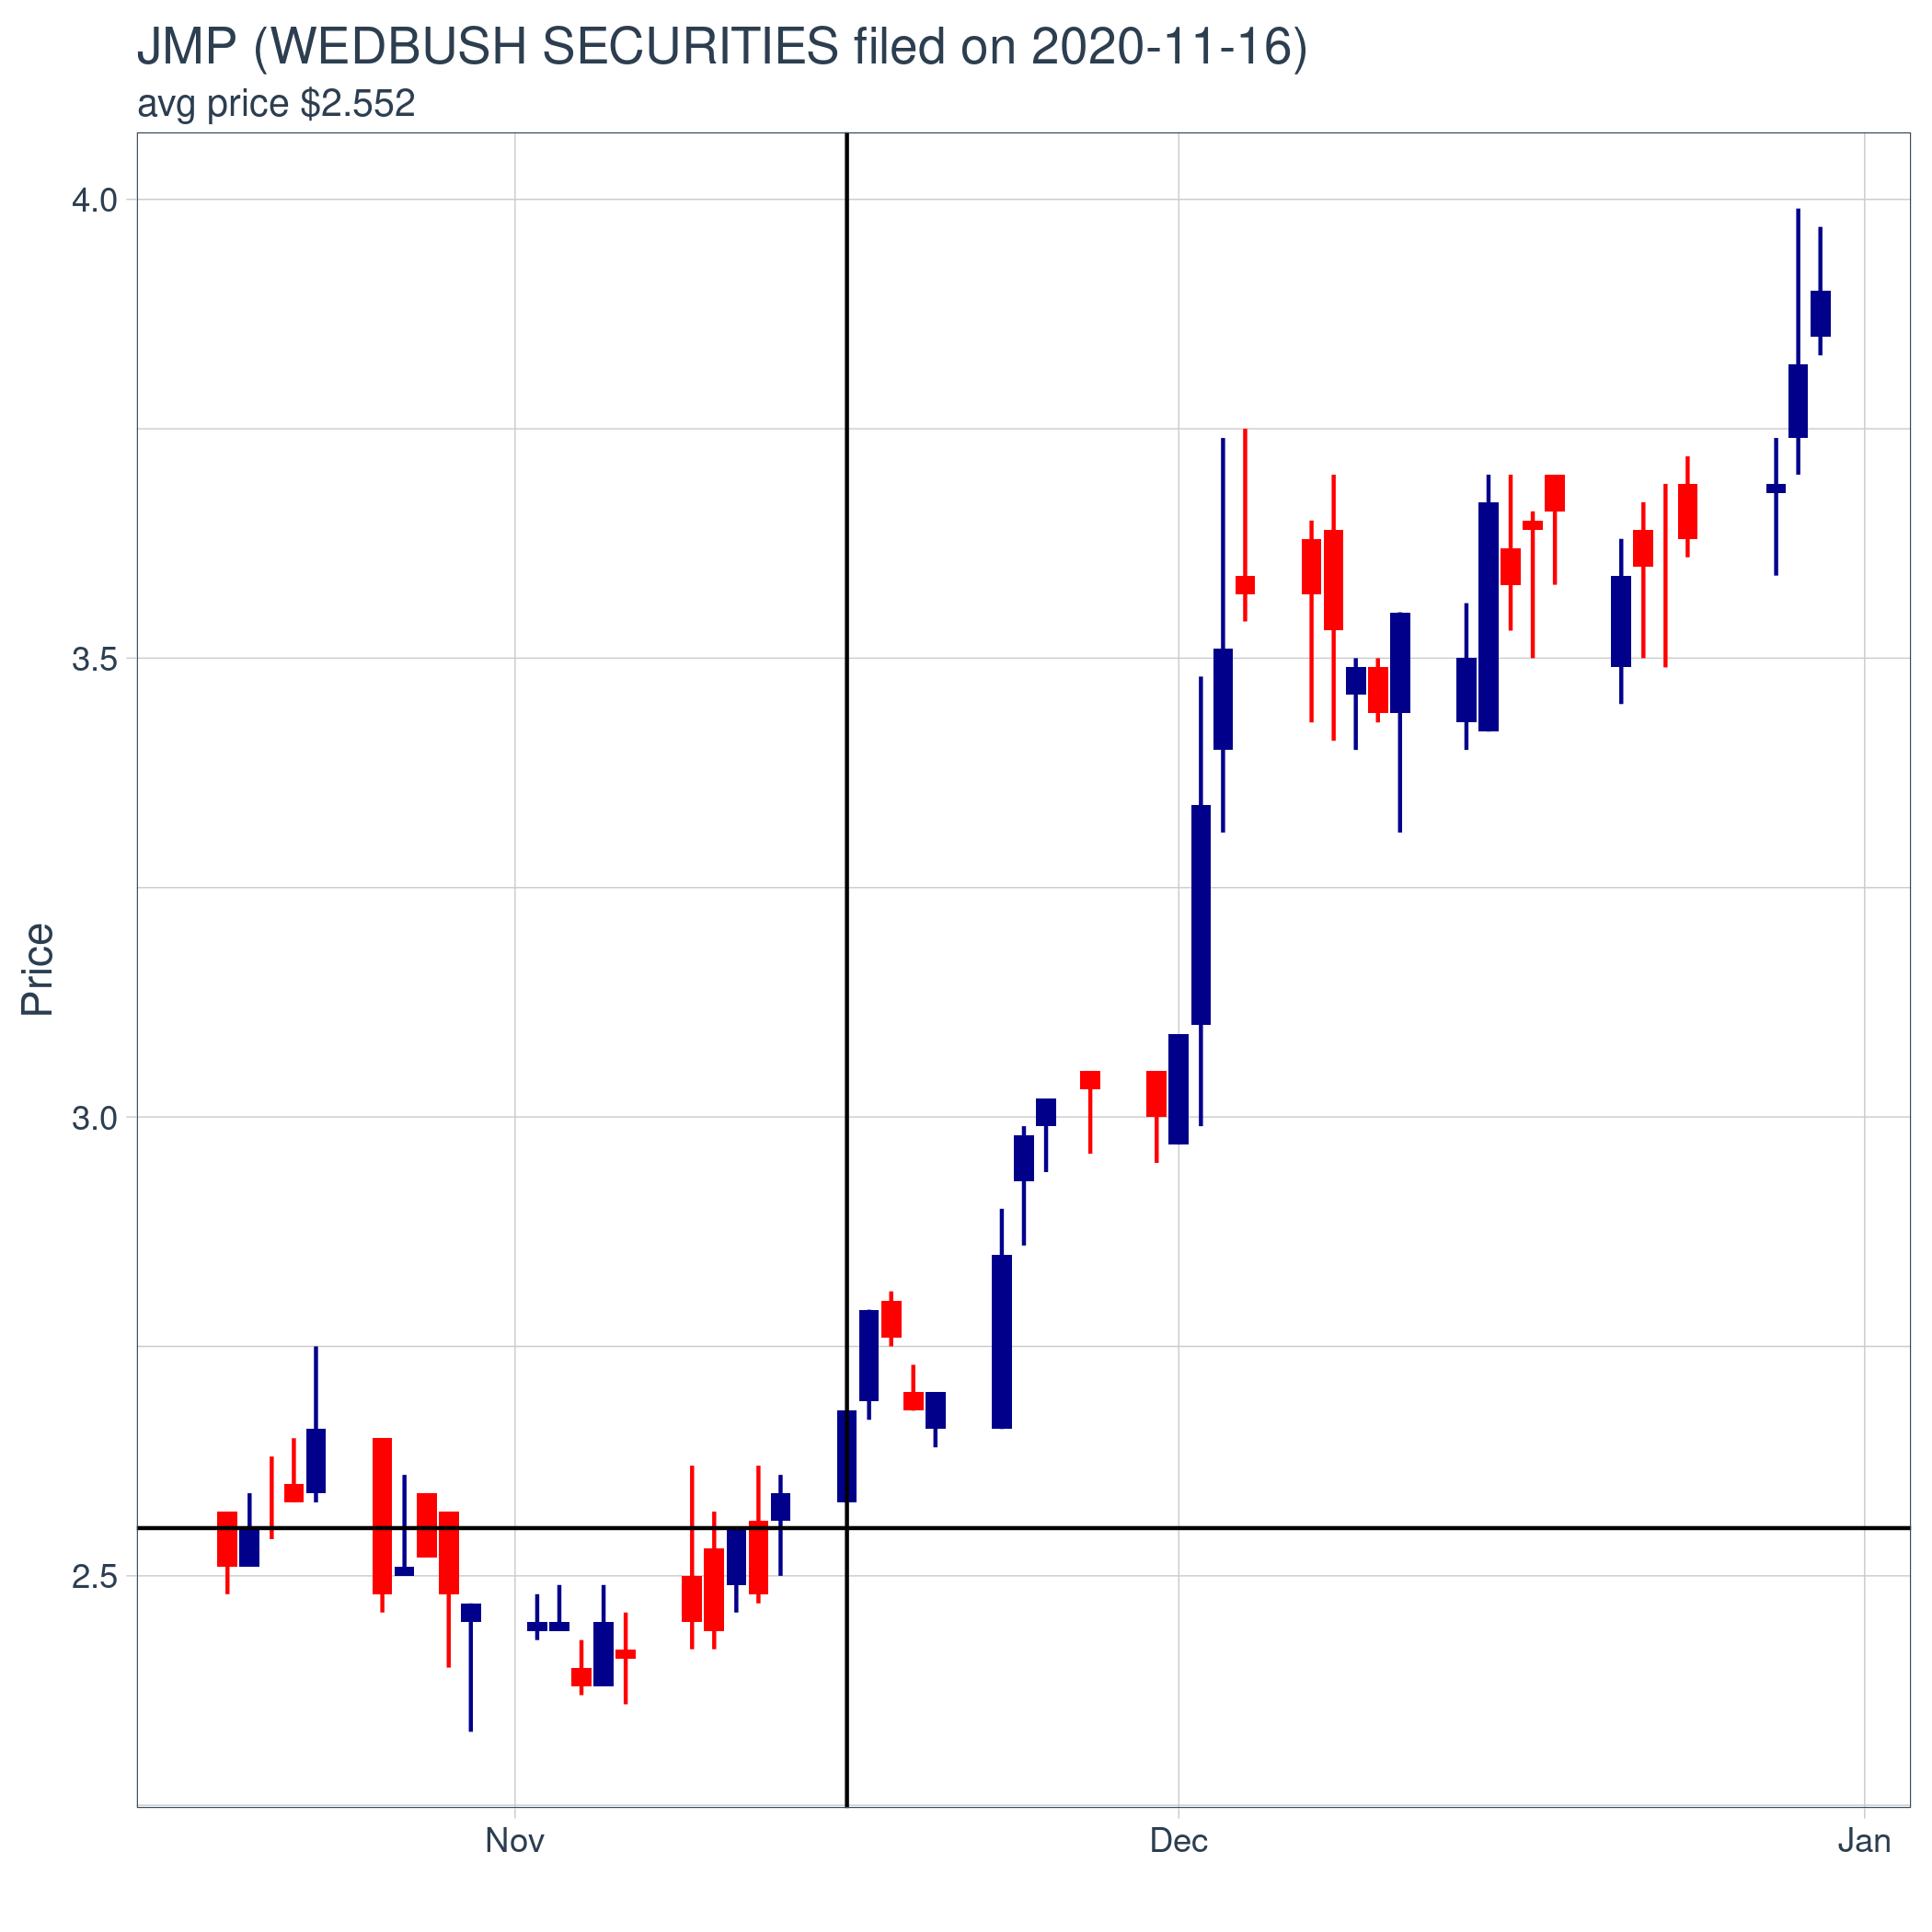 JMP (WEDBUSH SECURITIES filed on 2020-11-16)
avg price $2.552
4.0
3.5
3.0
2.5
Price
Nov Dec Jan